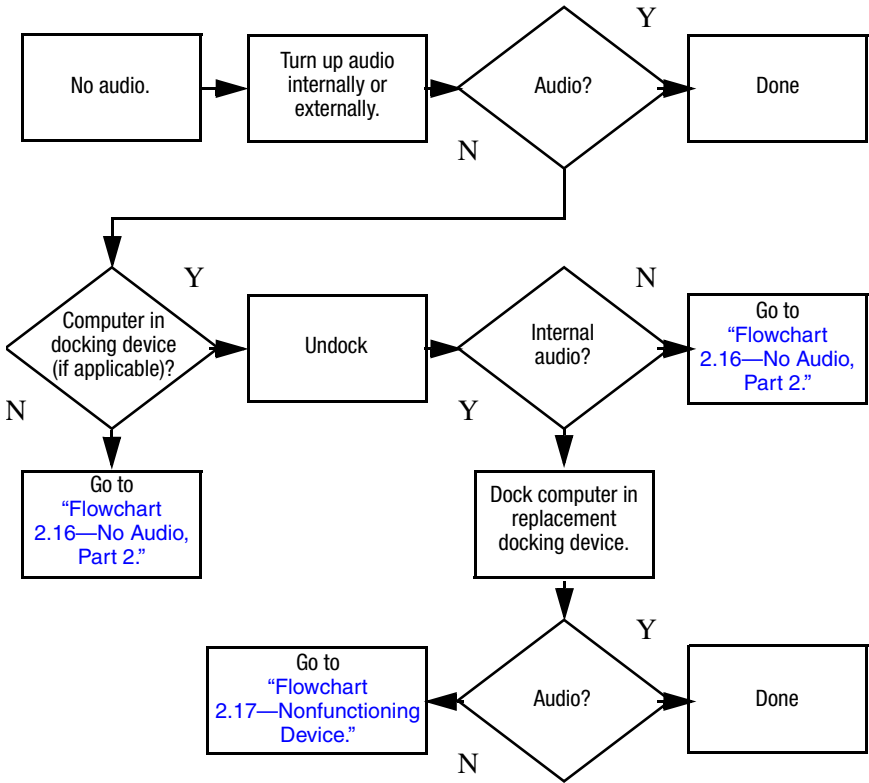 No audio.
Turn up audio
internally or
externally.
Audio?
Y
N
Done
Computer in
docking device
(if applicable)?
Y
N
Undock
Internal
audio?
N
Y
Go to
“Flowchart
2.16—No Audio,
Part 2.”
Go to
“Flowchart
2.16—No Audio,
Part 2.”
Dock computer in
replacement
docking device.
Audio?
Y
N
Done
Go to
“Flowchart
2.17—Nonfunctioning
Device.”